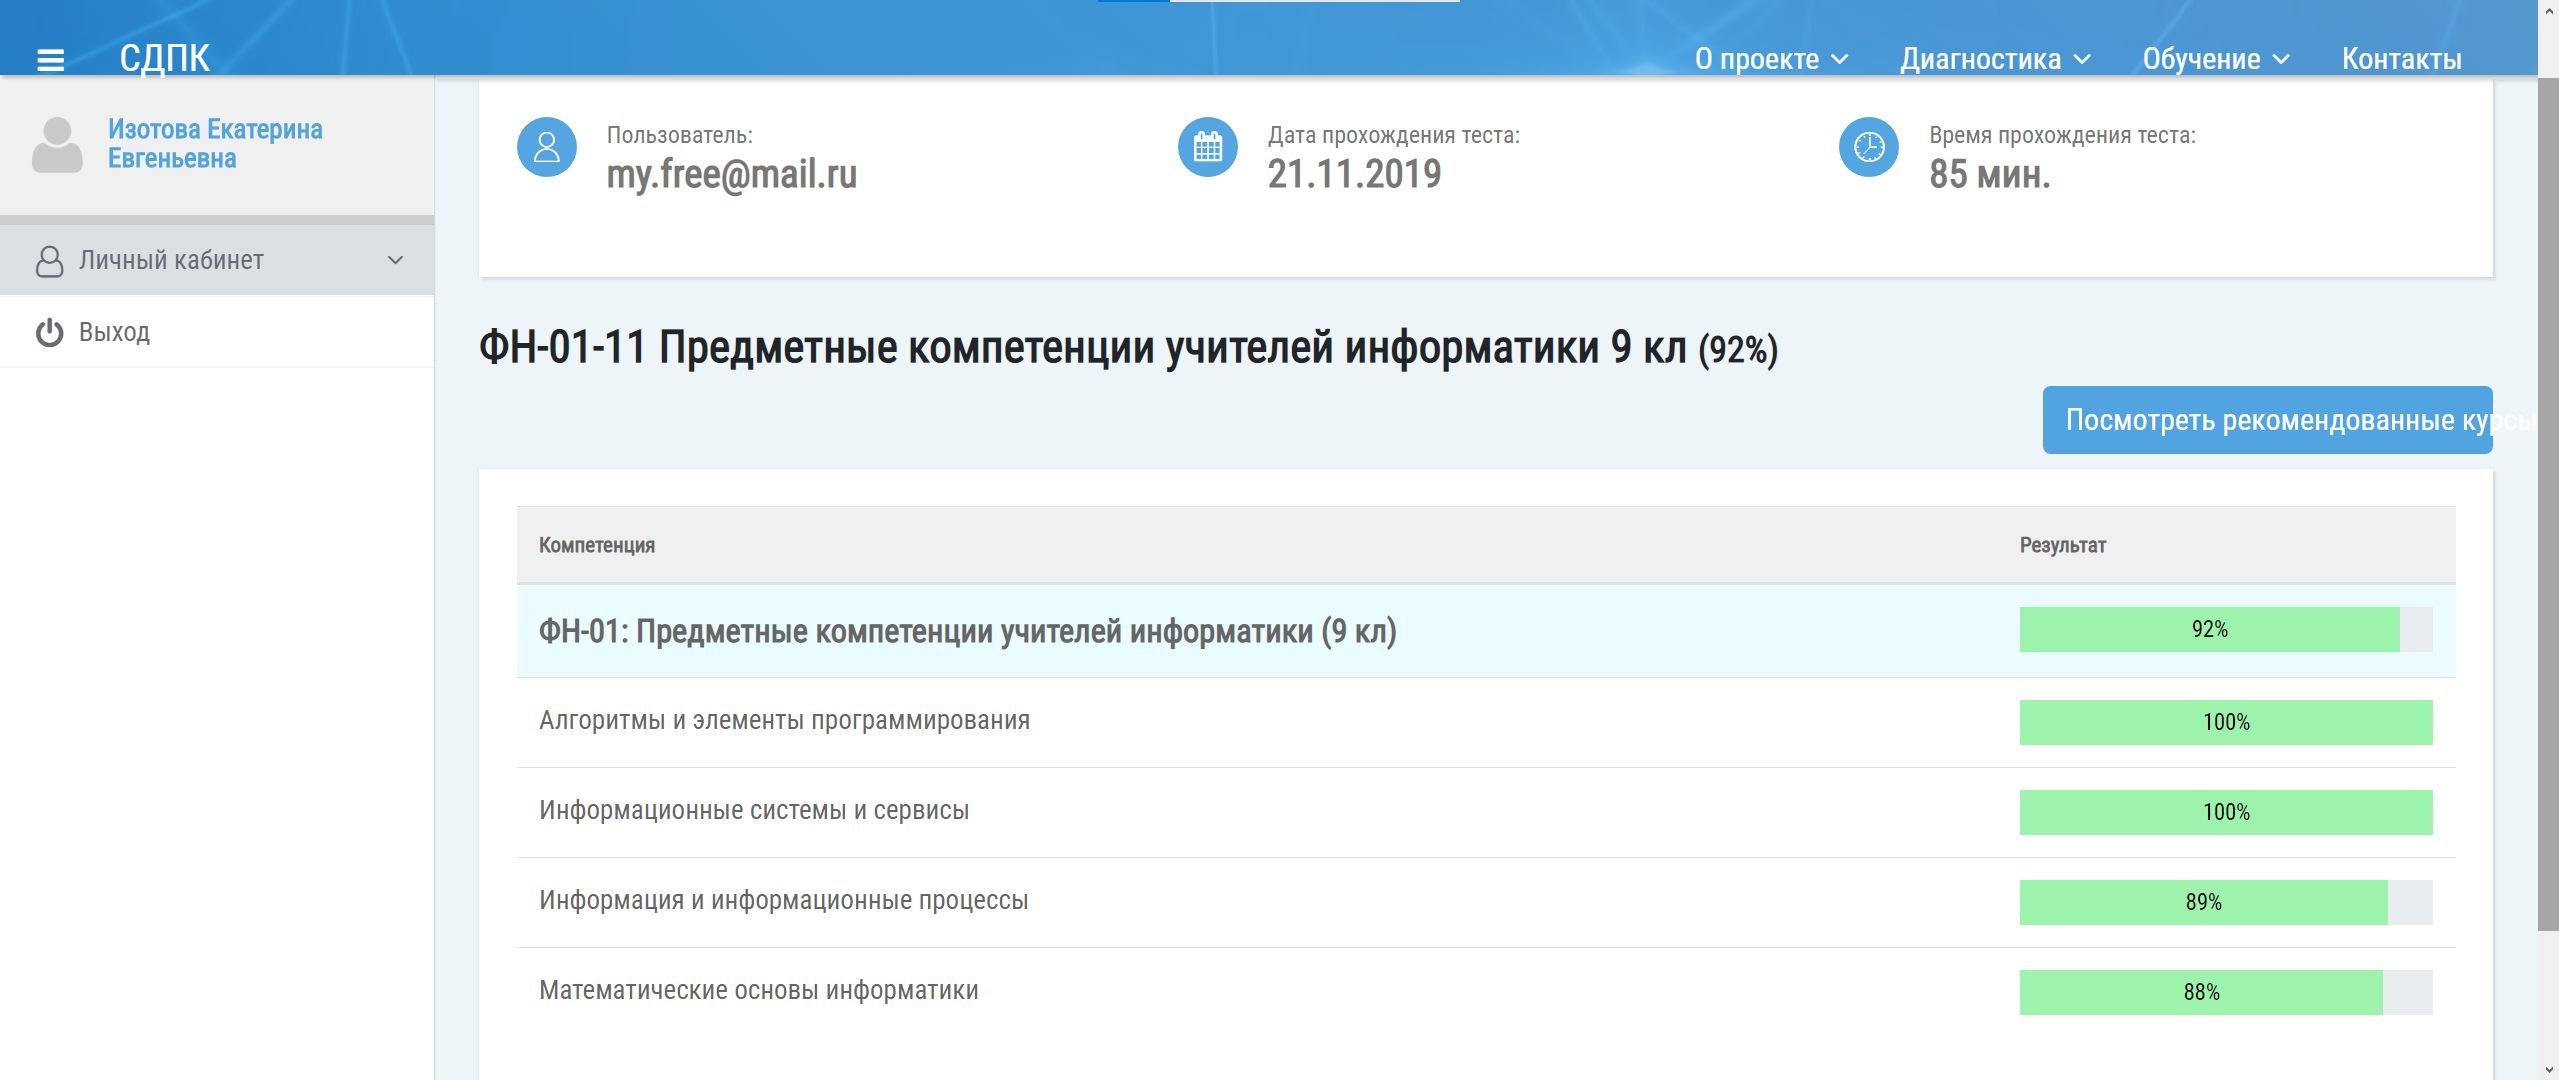 СДПК
О проекте
Диагностика
Обучение
Контакты
Изотова Екатерина
Евгеньевна
Личный кабинет
Выход
Пользователь:
my.free@mail.ru
Дата прохождения теста:
21.11.2019
Время прохождения теста:
85 мин.
ФН-01-11 Предметные компетенции учителей информатики 9 кл (92%)
Посмотреть рекомендованные курсы
Компетенция Результат
ФН-01: Предметные компетенции учителей информатики (9 кл) 92%
Алгоритмы и элементы программирования 100%
Информационные системы и сервисы 100%
Информация и информационные процессы 89%
Математические основы информатики 88%